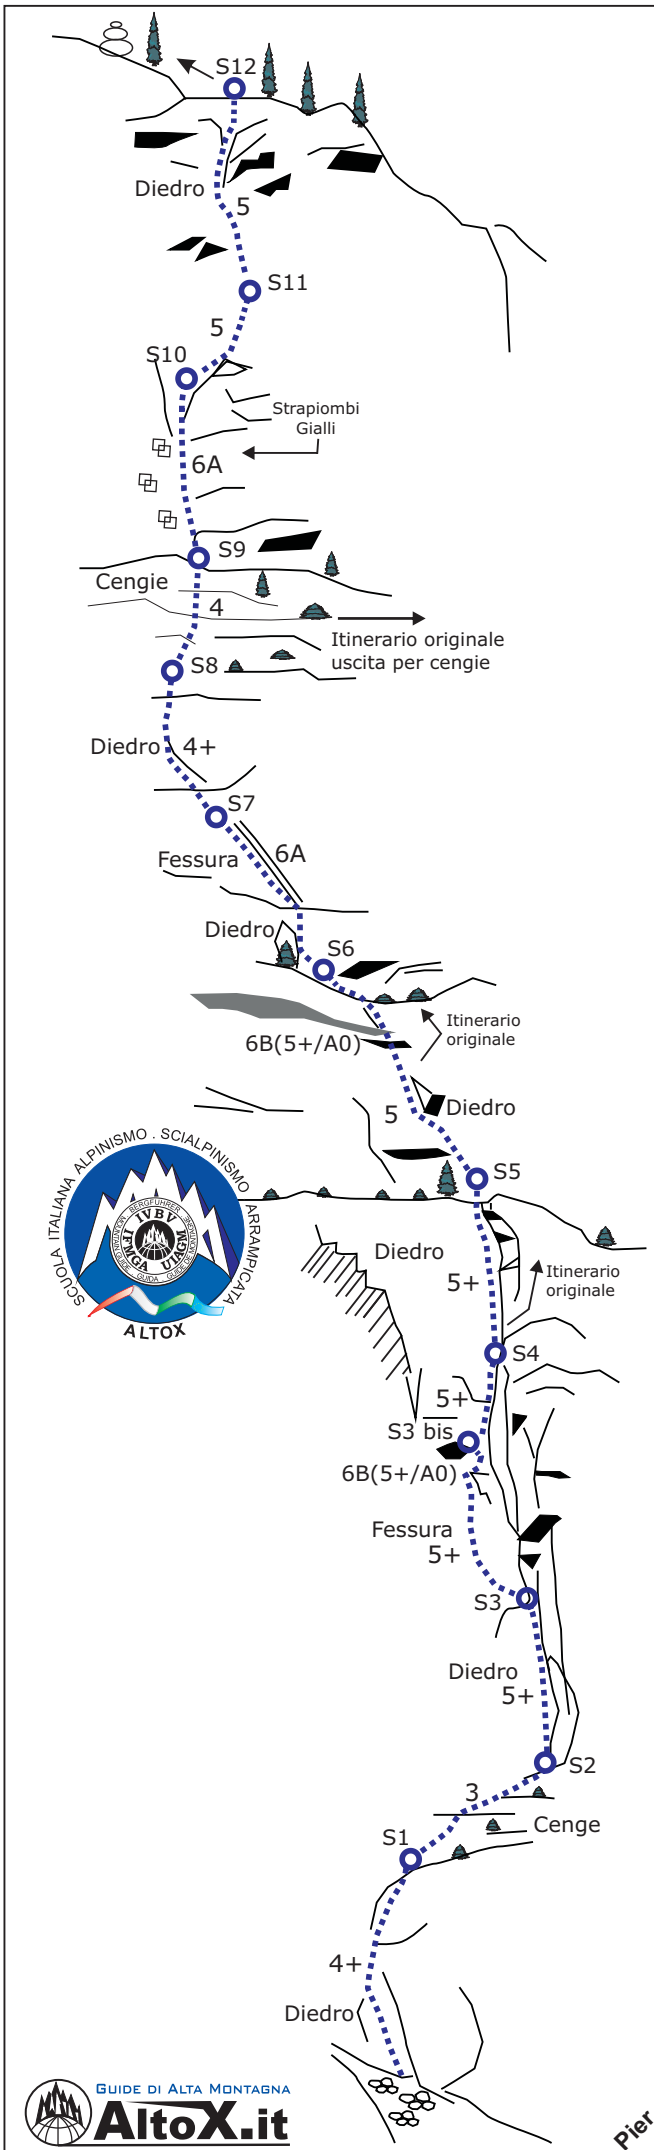 S12
Diedro
5
S11
5
S10
Strapiombi
Gialli
6A
S9
Cengie
4
Itinerario originale
uscita per cengie
S8
Diedro
4+
S7
6A
Fessura
Diedro
S6
Itinerario
originale
6B(5+/A0)
Diedro
5
S5
SCUOLA ITALIANA ALPINISMO . SCIALPINISMO ARRAMPICATA
IVBV
UIAGM
IFMGA
ALTOX
Diedro
5+
Itinerario
originale
S4
5+
S3 bis
6B(5+/A0)
Fessura
5+
S3
Diedro
5+
S2
3
Cenge
S1
4+
Diedro
GUIDE DI ALTA MONTAGNA
AltoX.it
Pier